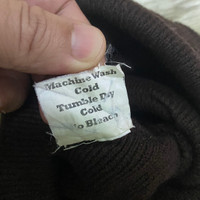 Machine Wash
Cold
Tumble Dry
Cold
No Bleach